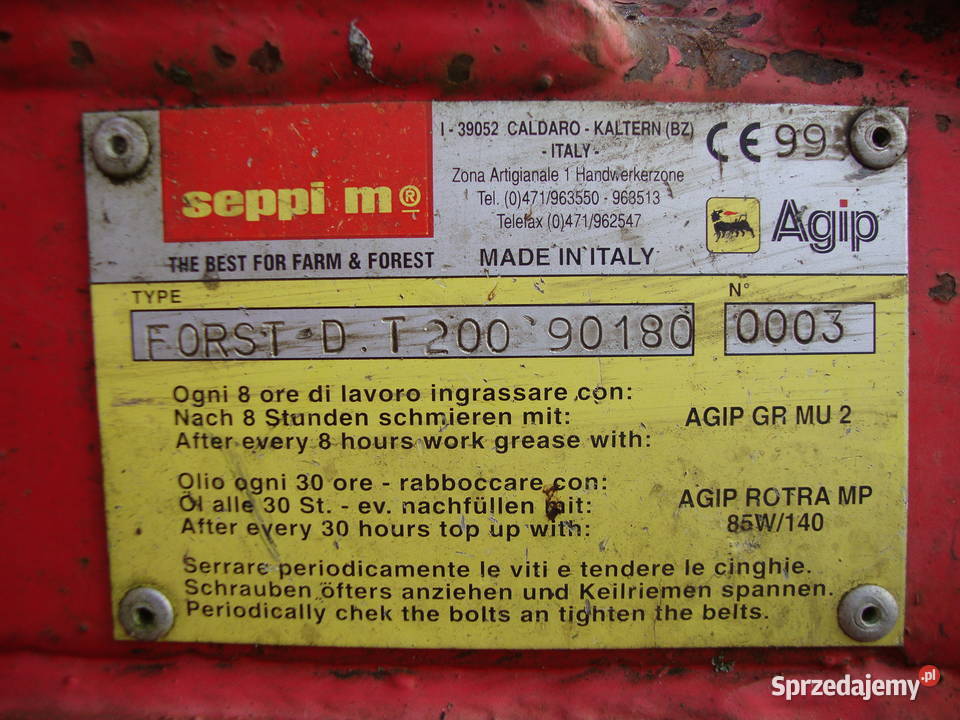 seppi m ®
THE BEST FOR FARM & FOREST
I - 39052 CALDARO - KALTERN (BZ)
- ITALY -
Zona Artigianale 1 Handwerkerzone
Tel. (0)471/963550 - 963513
Telefax (0)471/962547
MADE IN ITALY
CE 99
Agip
TYPE
FORST D.T 200 90180
N°
0003
Ogni 8 ore di lavoro ingrassare con:
Nach 8 Stunden schmieren mit:
After every 8 hours work grease with:
AGIP GR MU 2
Olio ogni 30 ore - rabboccare con:
Öl alle 30 St. - ev. nachfüllen mit:
After every 30 hours top up with:
AGIP ROTRA MP
85W/140
Serrare periodicamente le viti e tendere le cinghie.
Schrauben öfters anziehen und Keilriemen spannen.
Periodically chek the bolts an tighten the belts.
Sprzedajemy.pl